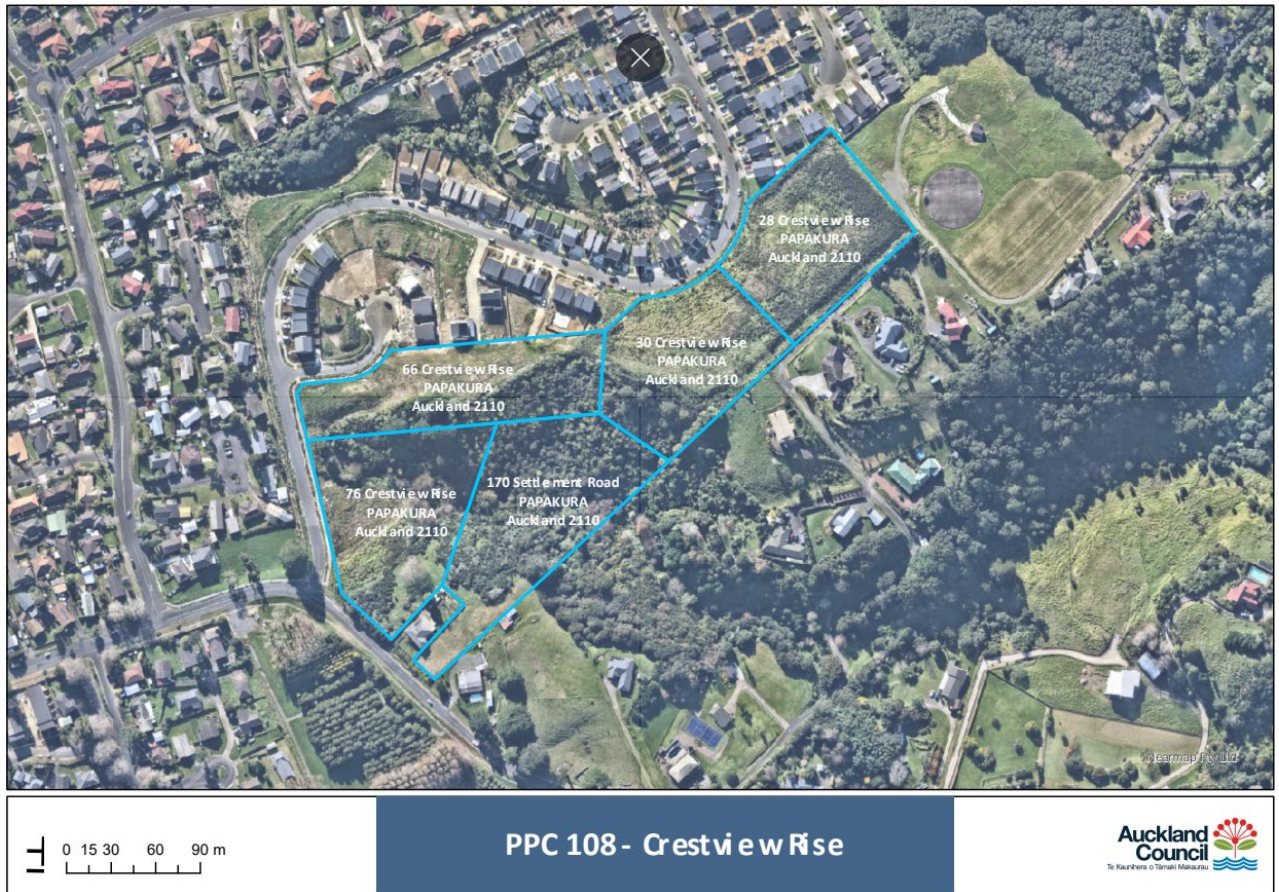 28 Crestview Rise
PAPAKURA
Auckland 2110
30 Crestview Rise
PAPAKURA
Auckland 2110
66 Crestview Rise
PAPAKURA
Auckland 2110
76 Crestview Rise
PAPAKURA
Auckland 2110
170 Settlement Road
PAPAKURA
Auckland 2110
Nearmap Pty Ltd
0 15 30 60 90 m
PPC 108 - Crestview Rise
Auckland
Council
Te Kaunihera o Tāmaki Makaurau